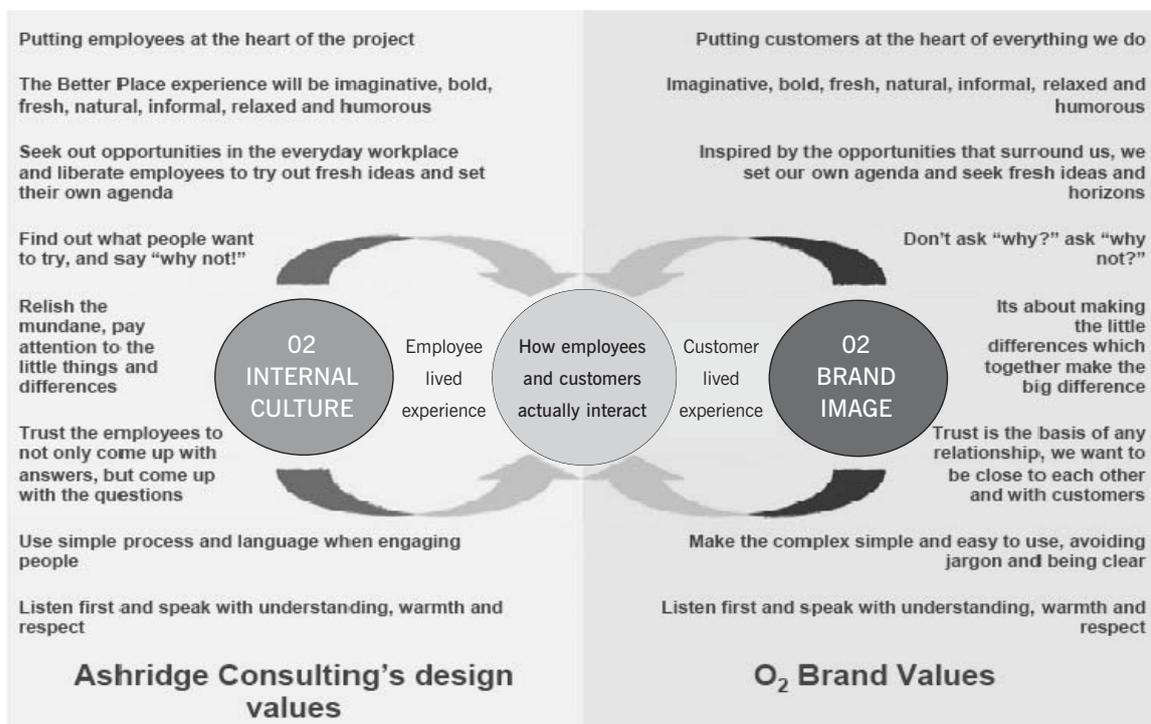 Putting employees at the heart of the project
The Better Place experience will be imaginative, bold,
fresh, natural, informal, relaxed and humorous
Seek out opportunities in the everyday workplace
and liberate employees to try out fresh ideas and set
their own agenda
Find out what people want
to try, and say “why not!”
Relish the
mundane, pay
attention to the
little things and
differences
Trust the employees to
not only come up with
answers, but come up
with the questions
Use simple process and language when engaging
people
Listen first and speak with understanding, warmth and
respect
Ashridge Consulting’s design
values
02
INTERNAL
CULTURE
Employee
lived
experience
How employees
and customers
actually interact
Customer
lived
experience
02
BRAND
IMAGE
Putting customers at the heart of everything we do
Imaginative, bold, fresh, natural, informal, relaxed and
humorous
Inspired by the opportunities that surround us, we
set our own agenda and seek fresh ideas and
horizons
Don’t ask “why?” ask “why
not?”
Its about making
the little
differences which
together make the
big difference
Trust is the basis of any
relationship, we want to
be close to each other
and with customers
Make the complex simple and easy to use, avoiding
jargon and being clear
Listen first and speak with understanding, warmth and
respect
O₂ Brand Values